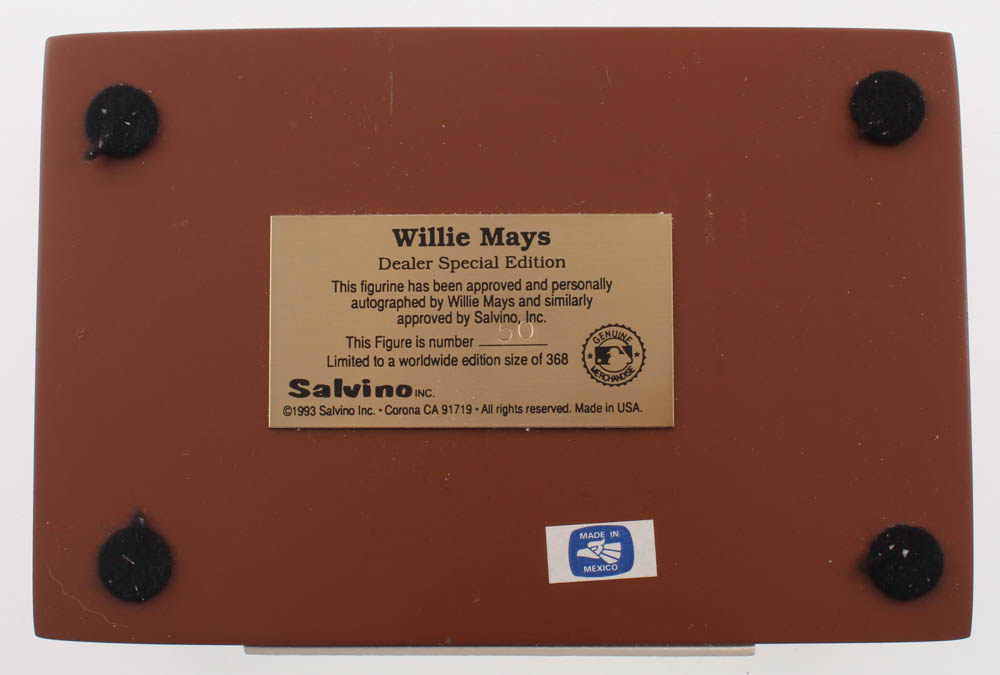 Willie Mays
Dealer Special Edition
This figurine has been approved and personally
autographed by Willie Mays and similarly
approved by Salvino, Inc.
This Figure is number 50
Limited to a worldwide edition size of 368
GENUINE
MERCHANDISE
Salvino INC.
©1993 Salvino Inc. • Corona CA 91719 • All rights reserved. Made in USA.
MADE IN
MEXICO